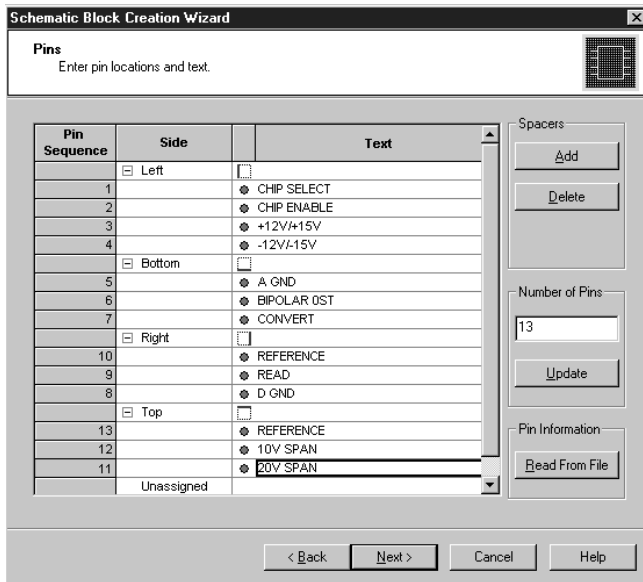 Schematic Block Creation Wizard
Pins
Enter pin locations and text.
Pin Sequence Side Text
Left
1 CHIP SELECT
2 CHIP ENABLE
3 +12V/+15V
4 -12V/-15V
Bottom
5 A GND
6 BIPOLAR 0ST
7 CONVERT
Right
10 REFERENCE
9 READ
8 D GND
Top
13 REFERENCE
12 10V SPAN
11 20V SPAN
Unassigned
Spacers
Add
Delete
Number of Pins
13
Update
Pin Information
Read From File
< Back Next > Cancel Help